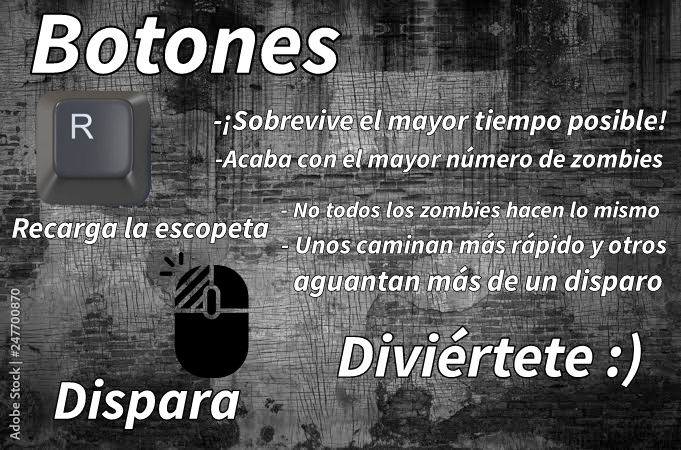 Botones
R
Recarga la escopeta
-¡Sobrevive el mayor tiempo posible!
-Acaba con el mayor número de zombies
- No todos los zombies hacen lo mismo
- Unos caminan más rápido y otros
aguantan más de un disparo
Dispara
Diviértete :)
Adobe Stock | #247700870